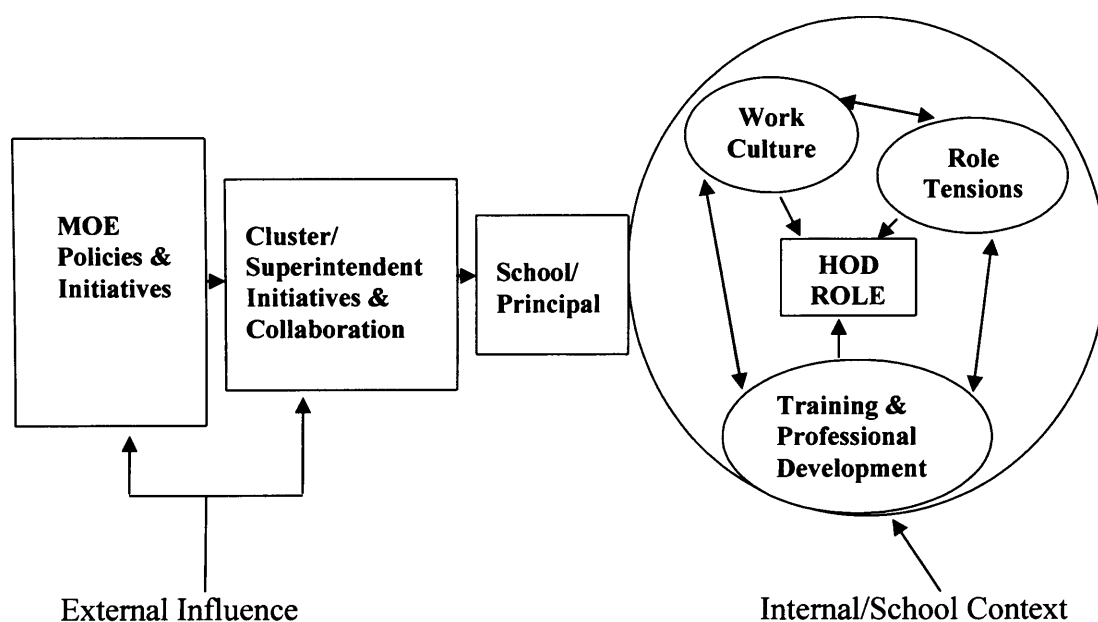 MOE
Policies &
Initiatives
Cluster/
Superintendent
Initiatives &
Collaboration
School/
Principal
Work
Culture
Role
Tensions
HOD
ROLE
Training &
Professional
Development
External Influence
Internal/School Context